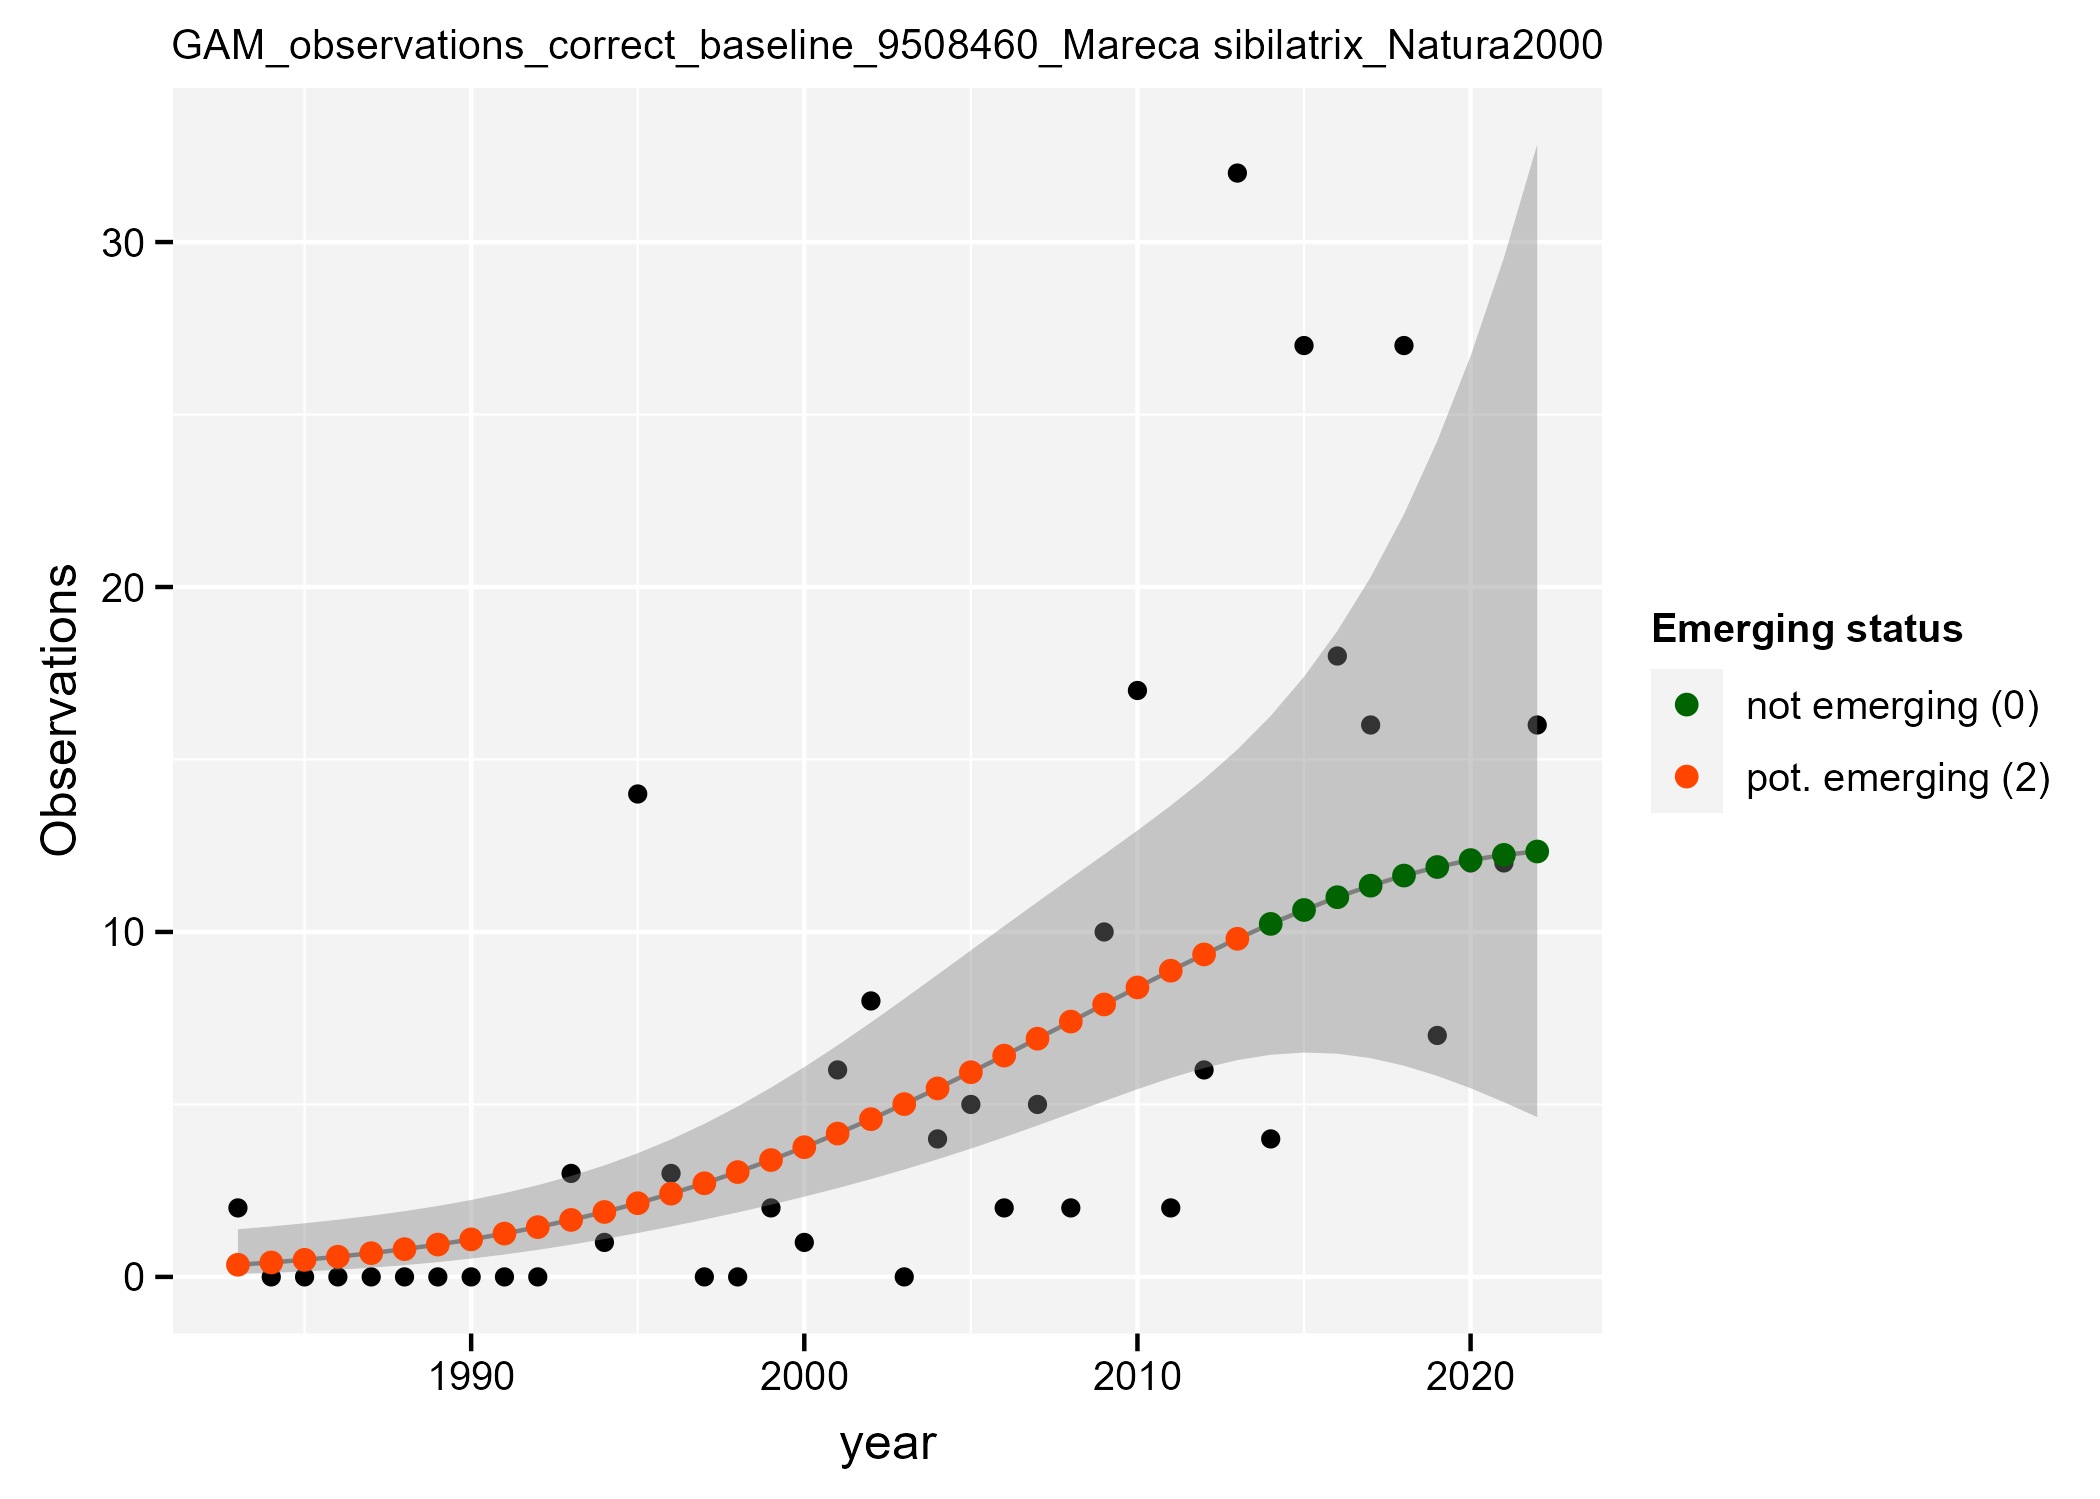 GAM_observations_correct_baseline_9508460_Mareca sibilatrix_Natura2000
30
20
10
0
Observations
1990 2000 2010 2020
year
Emerging status
not emerging (0)
pot. emerging (2)